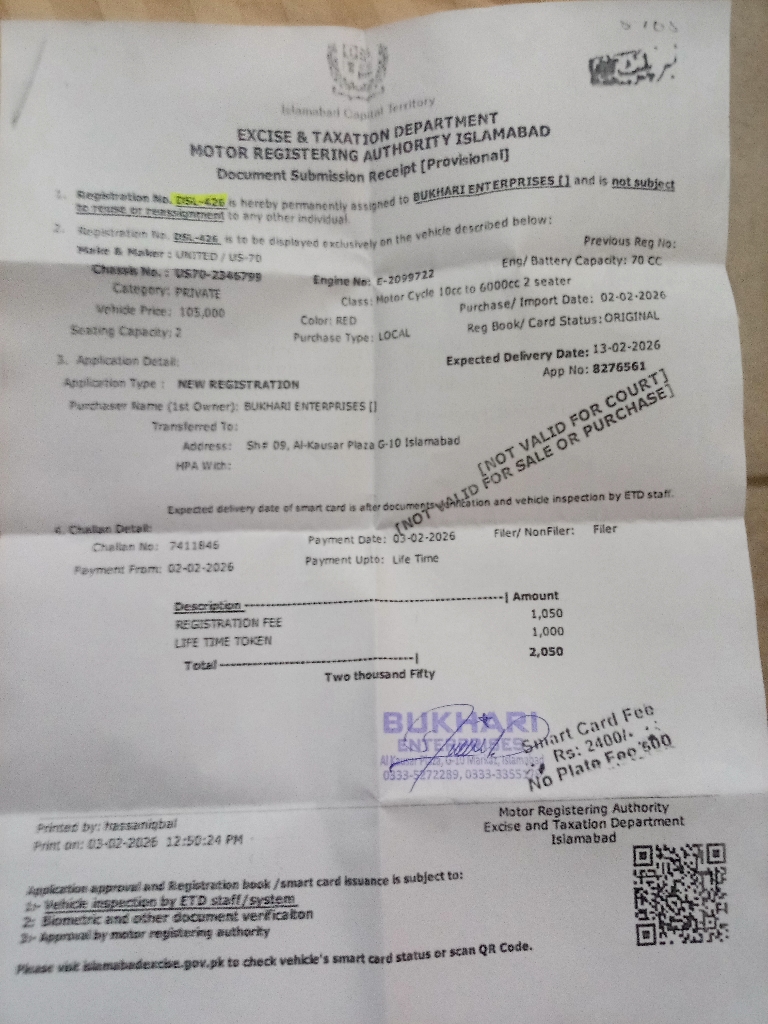 Islamabad Capital Territory
EXCISE & TAXATION DEPARTMENT
MOTOR REGISTERING AUTHORITY ISLAMABAD
Document Submission Receipt [Provisional]
1. Registration No. DSL-426 is hereby permanently assigned to BUKHARI ENTERPRISES [] and is not subject
to reuse or reassignment to any other individual.
2. Registration No. DSL-426 is to be displayed exclusively on the vehicle described below:
Make & Maker : UNITED / US-70 Previous Reg No:
Chassis No. : US70-2346799 Engine No: E-2099722 Eng/ Battery Capacity: 70 CC
Category: PRIVATE Class: Motor Cycle 10cc to 6000cc 2 seater
Vehicle Price: 105,000 Color: RED Purchase/ Import Date: 02-02-2026
Seating Capacity: 2 Purchase Type: LOCAL Reg Book/ Card Status: ORIGINAL
3. Application Detail: Expected Delivery Date: 13-02-2026
Application Type : NEW REGISTRATION App No: 8276561
Purchaser Name (1st Owner): BUKHARI ENTERPRISES []
Transferred To:
Address: Sh# 09, Al-Kausar Plaza G-10 Islamabad
HPA With:
[NOT VALID FOR COURT]
[NOT VALID FOR SALE OR PURCHASE]
Expected delivery date of smart card is after documents verification and vehicle inspection by ETD staff.
4. Challan Detail:
Challan No: 7411846 Payment Date: 03-02-2026 Filer/ NonFiler: Filer
Payment From: 02-02-2026 Payment Upto: Life Time
Description Amount
REGISTRATION FEE 1,050
LIFE TIME TOKEN 1,000
Total 2,050
Two thousand Fifty
BUKHARI
ENTERPRISES
Al Kausar Plaza, G-10 Markaz, Islamabad
0333-5272289, 0333-3355
Smart Card Fee
Rs: 2400/-
No Plate Fee 500
Motor Registering Authority
Excise and Taxation Department
Islamabad
Printed by: hassaniqbal
Print on: 03-02-2026 12:50:24 PM
Application approval and Registration book /smart card issuance is subject to:
1:- Vehicle inspection by ETD staff/system
2: Biometric and other document verificaiton
3:- Approval by motor registering authority
Please visit islamabadexcise.gov.pk to check vehicle's smart card status or scan QR Code.